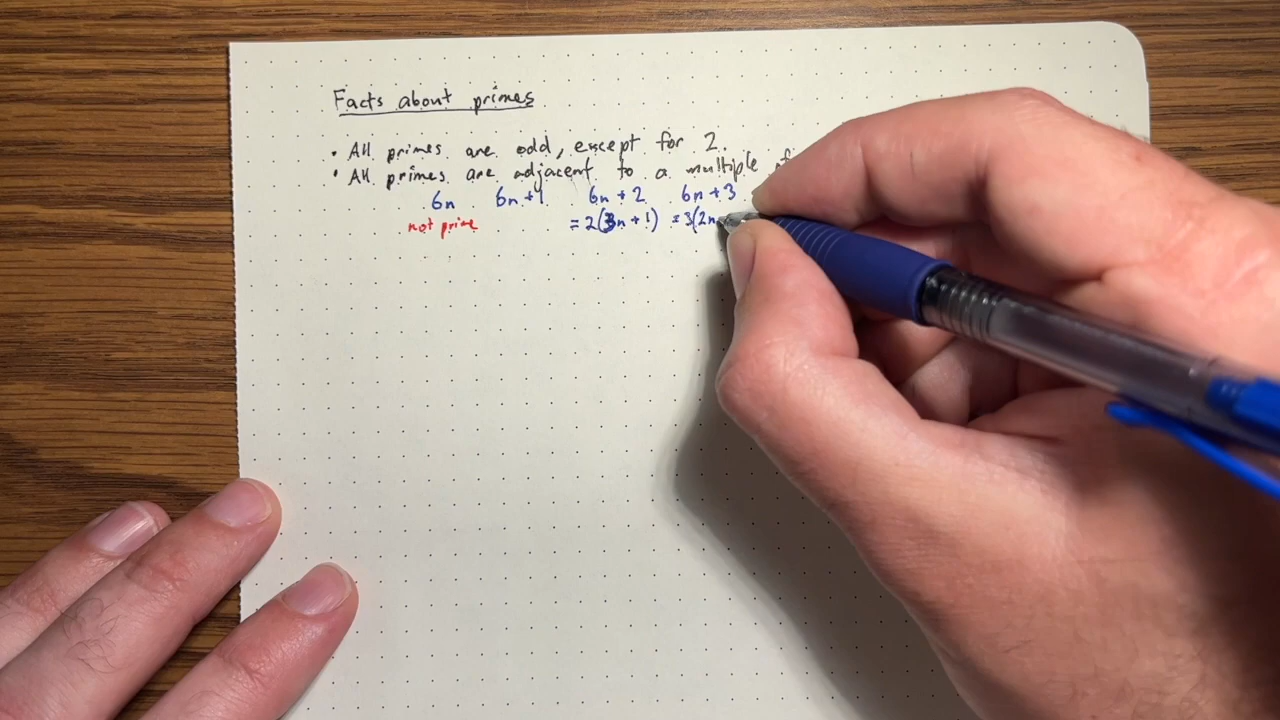 Facts about primes
• All primes are odd, except for 2.
• All primes are adjacent to a multiple
6n 6n+1 6n+2 6n+3
not prime = 2(3n+1) = 3(2n